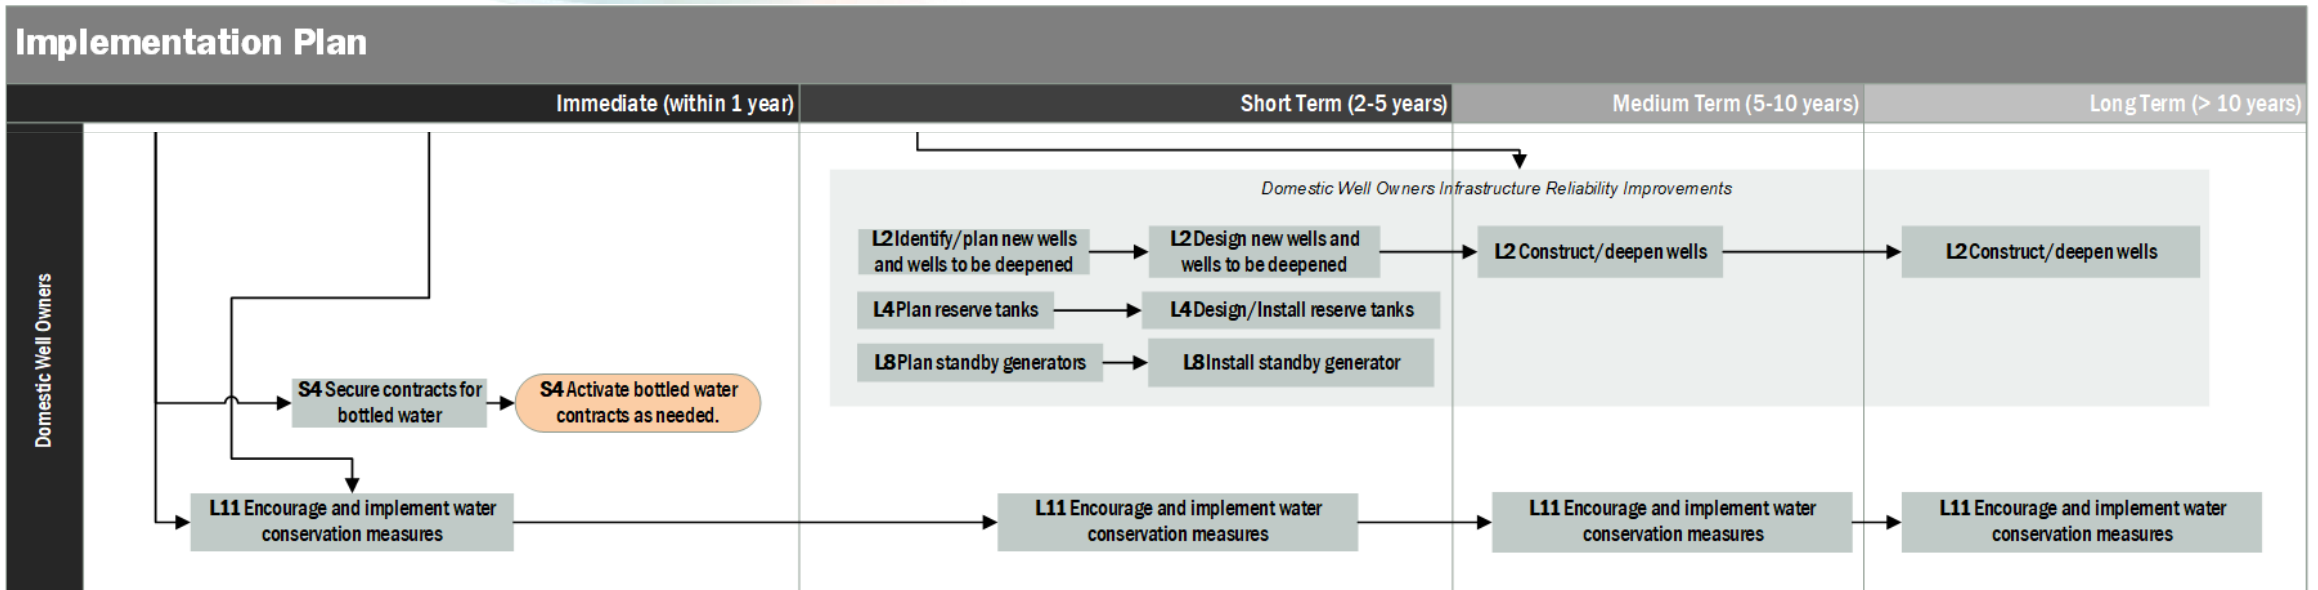 Implementation Plan
Immediate (within 1 year)
Short Term (2-5 years)
Medium Term (5-10 years)
Long Term (> 10 years)
Domestic Well Owners
Domestic Well Owners Infrastructure Reliability Improvements
L2 Identify/plan new wells
and wells to be deepened
L2 Design new wells and
wells to be deepened
L2 Construct/deepen wells
L2 Construct/deepen wells
L4 Plan reserve tanks
L4 Design/Install reserve tanks
L8 Plan standby generators
L8 Install standby generator
S4 Secure contracts for
bottled water
S4 Activate bottled water
contracts as needed.
L11 Encourage and implement water
conservation measures
L11 Encourage and implement water
conservation measures
L11 Encourage and implement water
conservation measures
L11 Encourage and implement water
conservation measures